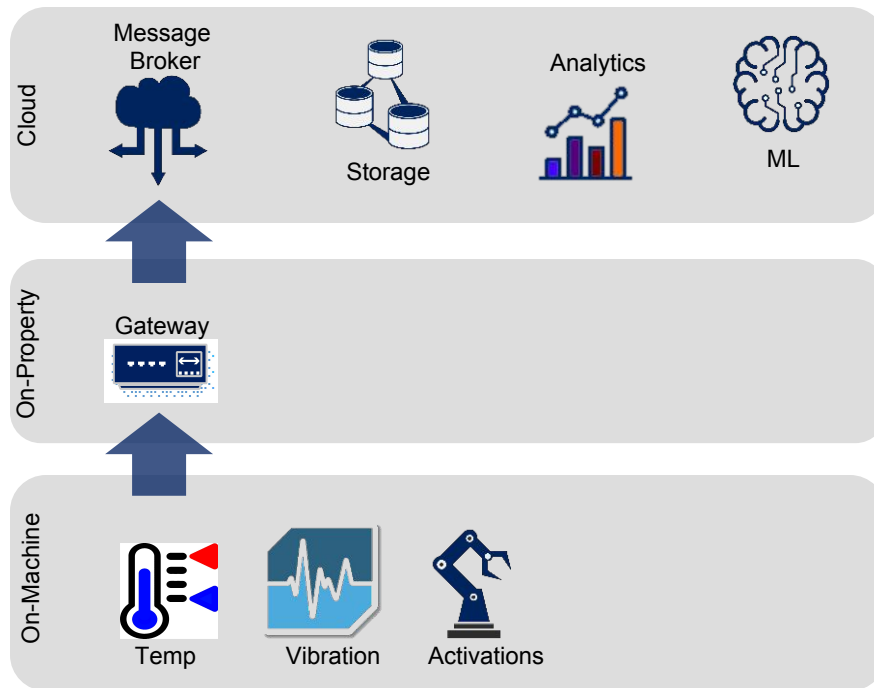 Cloud
Message
Broker
Storage
Analytics
ML
On-Property
Gateway
On-Machine
Temp
Vibration
Activations